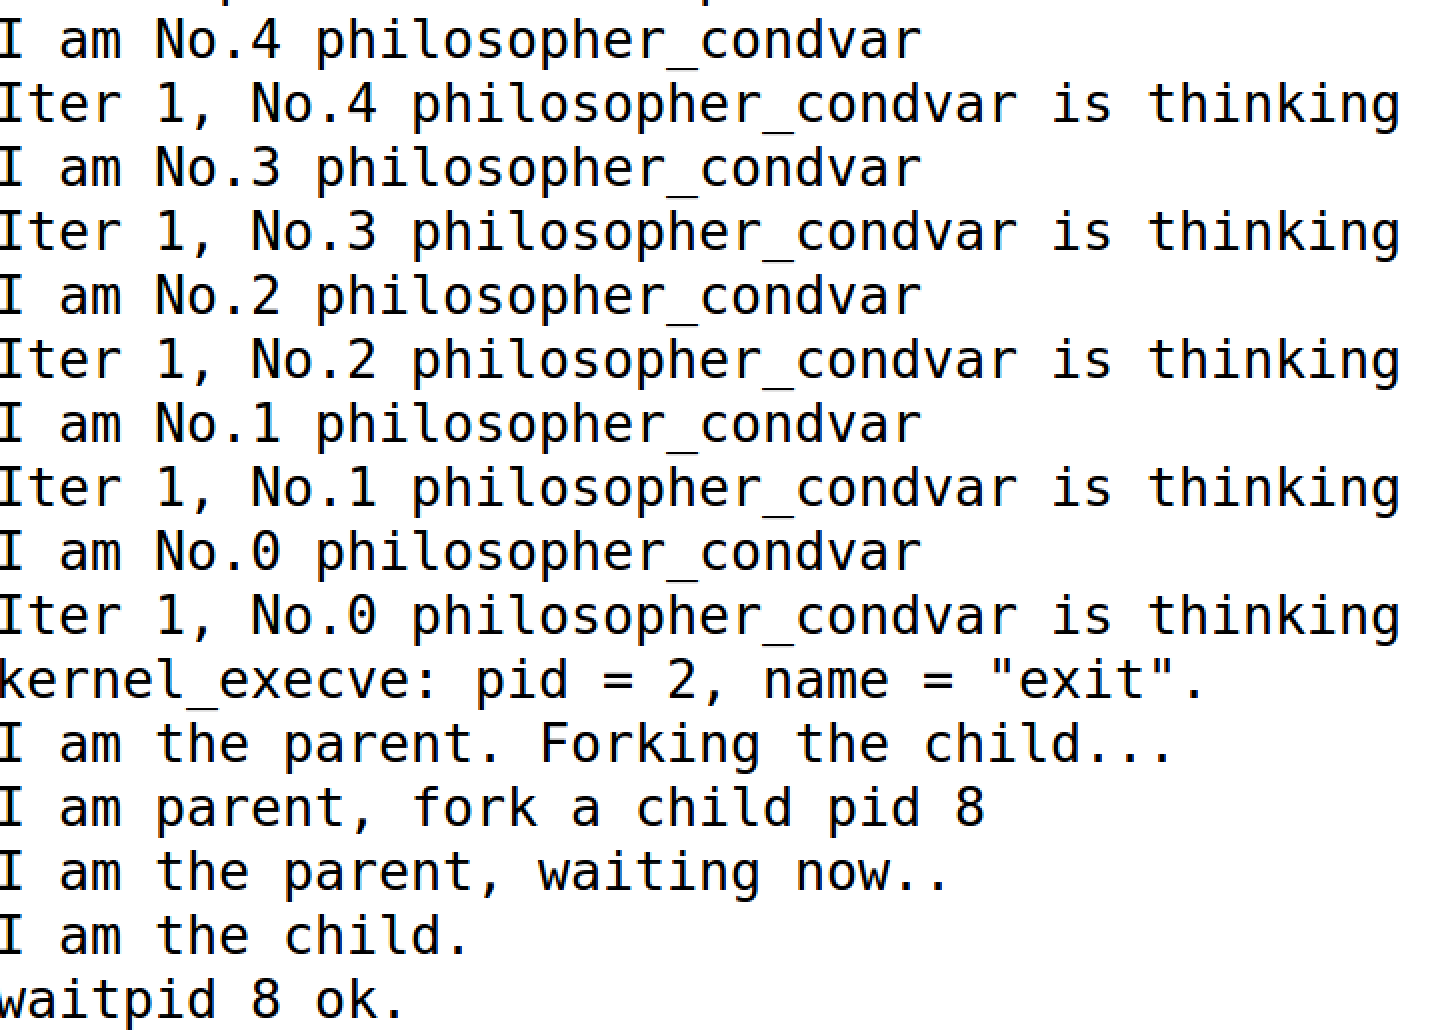 I am No.4 philosopher_condvar
Iter 1, No.4 philosopher_condvar is thinking
I am No.3 philosopher_condvar
Iter 1, No.3 philosopher_condvar is thinking
I am No.2 philosopher_condvar
Iter 1, No.2 philosopher_condvar is thinking
I am No.1 philosopher_condvar
Iter 1, No.1 philosopher_condvar is thinking
I am No.0 philosopher_condvar
Iter 1, No.0 philosopher_condvar is thinking
kernel_execve: pid = 2, name = "exit".
I am the parent. Forking the child...
I am parent, fork a child pid 8
I am the parent, waiting now..
I am the child.
waitpid 8 ok.